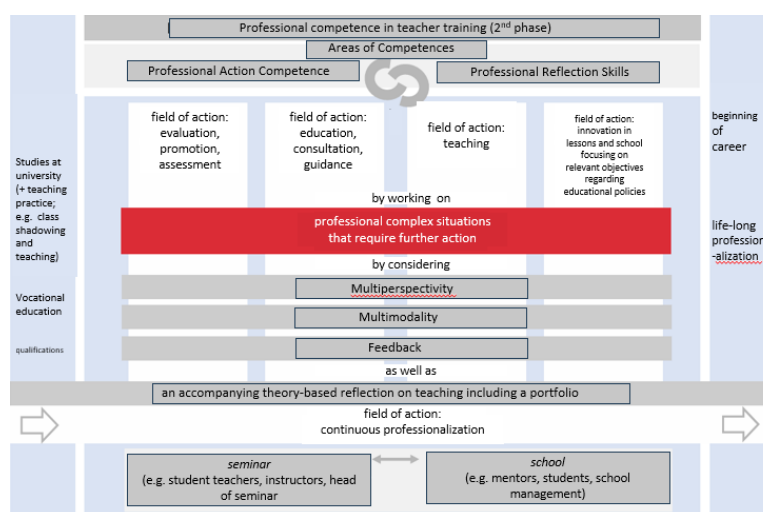 Professional competence in teacher training (2nd phase)
Areas of Competences
Professional Action Competence
Professional Reflection Skills
Studies at
university
(+ teaching
practice;
e.g. class
shadowing
and
teaching)
Vocational
education
qualifications
field of action:
evaluation,
promotion,
assessment
field of action:
education,
consultation,
guidance
field of action:
teaching
field of action:
innovation in
lessons and school
focusing on
relevant objectives
regarding
educational policies
beginning
of
career
life-long
profession
-alization
by working on
professional complex situations
that require further action
by considering
Multiperspectivity
Multimodality
Feedback
as well as
an accompanying theory-based reflection on teaching including a portfolio
field of action:
continuous professionalization
seminar
(e.g. student teachers, instructors, head
of seminar
school
(e.g. mentors, students, school
management)